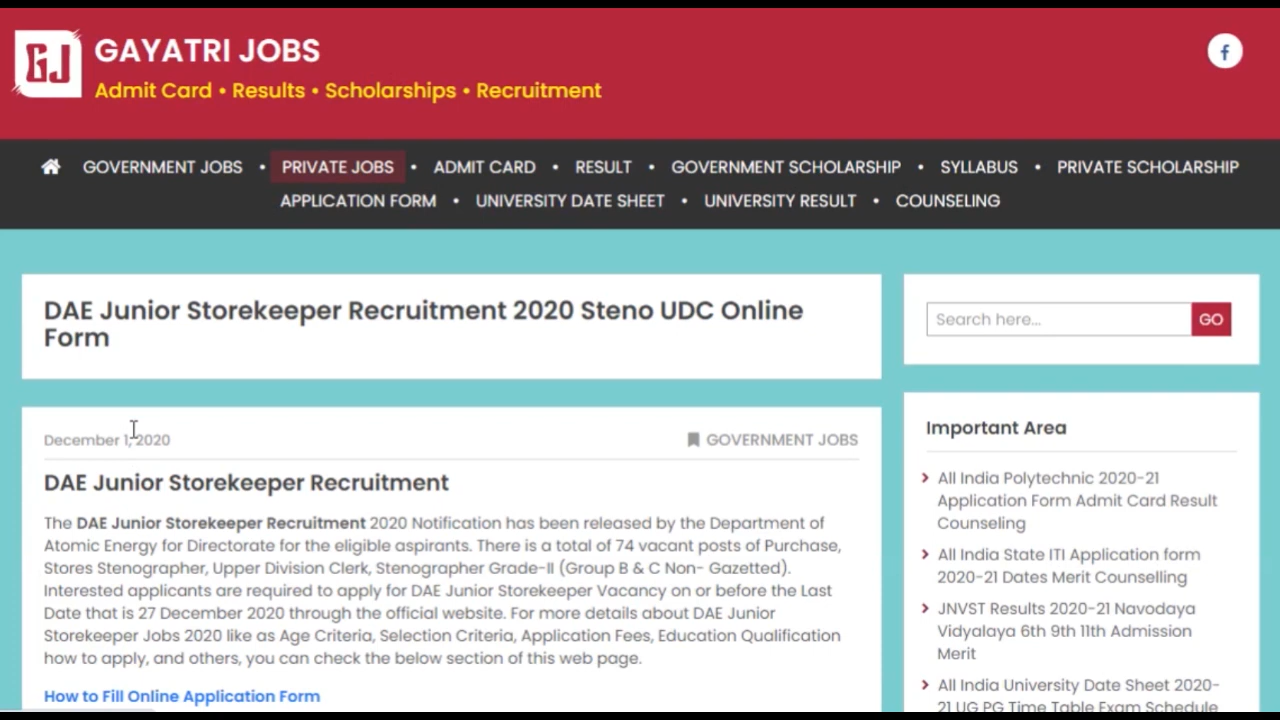 GJ
GAYATRI JOBS
Admit Card • Results • Scholarships • Recruitment
f
GOVERNMENT JOBS • PRIVATE JOBS • ADMIT CARD • RESULT • GOVERNMENT SCHOLARSHIP • SYLLABUS • PRIVATE SCHOLARSHIP
APPLICATION FORM • UNIVERSITY DATE SHEET • UNIVERSITY RESULT • COUNSELING
DAE Junior Storekeeper Recruitment 2020 Steno UDC Online
Form
December 1, 2020
GOVERNMENT JOBS
DAE Junior Storekeeper Recruitment
The DAE Junior Storekeeper Recruitment 2020 Notification has been released by the Department of
Atomic Energy for Directorate for the eligible aspirants. There is a total of 74 vacant posts of Purchase,
Stores Stenographer, Upper Division Clerk, Stenographer Grade-II (Group B & C Non- Gazetted).
Interested applicants are required to apply for DAE Junior Storekeeper Vacancy on or before the Last
Date that is 27 December 2020 through the official website. For more details about DAE Junior
Storekeeper Jobs 2020 like as Age Criteria, Selection Criteria, Application Fees, Education Qualification
how to apply, and others, you can check the below section of this web page.
How to Fill Online Application Form
Search here...
GO
Important Area
All India Polytechnic 2020-21
Application Form Admit Card Result
Counseling
All India State ITI Application form
2020-21 Dates Merit Counselling
JNVST Results 2020-21 Navodaya
Vidyalaya 6th 9th 11th Admission
Merit
All India University Date Sheet 2020-
21 UG PG Time Table Exam Schedule